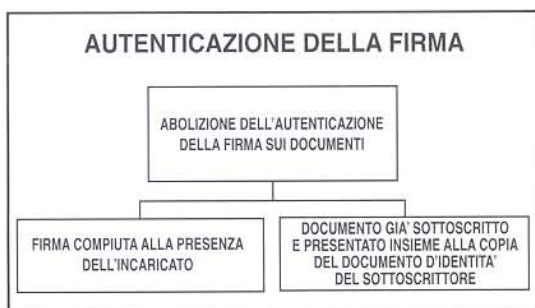 AUTENTICAZIONE DELLA FIRMA
ABOLIZIONE DELL'AUTENTICAZIONE
DELLA FIRMA SUI DOCUMENTI
FIRMA COMPIUTA ALLA PRESENZA
DELL'INCARICATO
DOCUMENTO GIA' SOTTOSCRITTO
E PRESENTATO INSIEME ALLA COPIA
DEL DOCUMENTO D'IDENTITA'
DEL SOTTOSCRITTORE